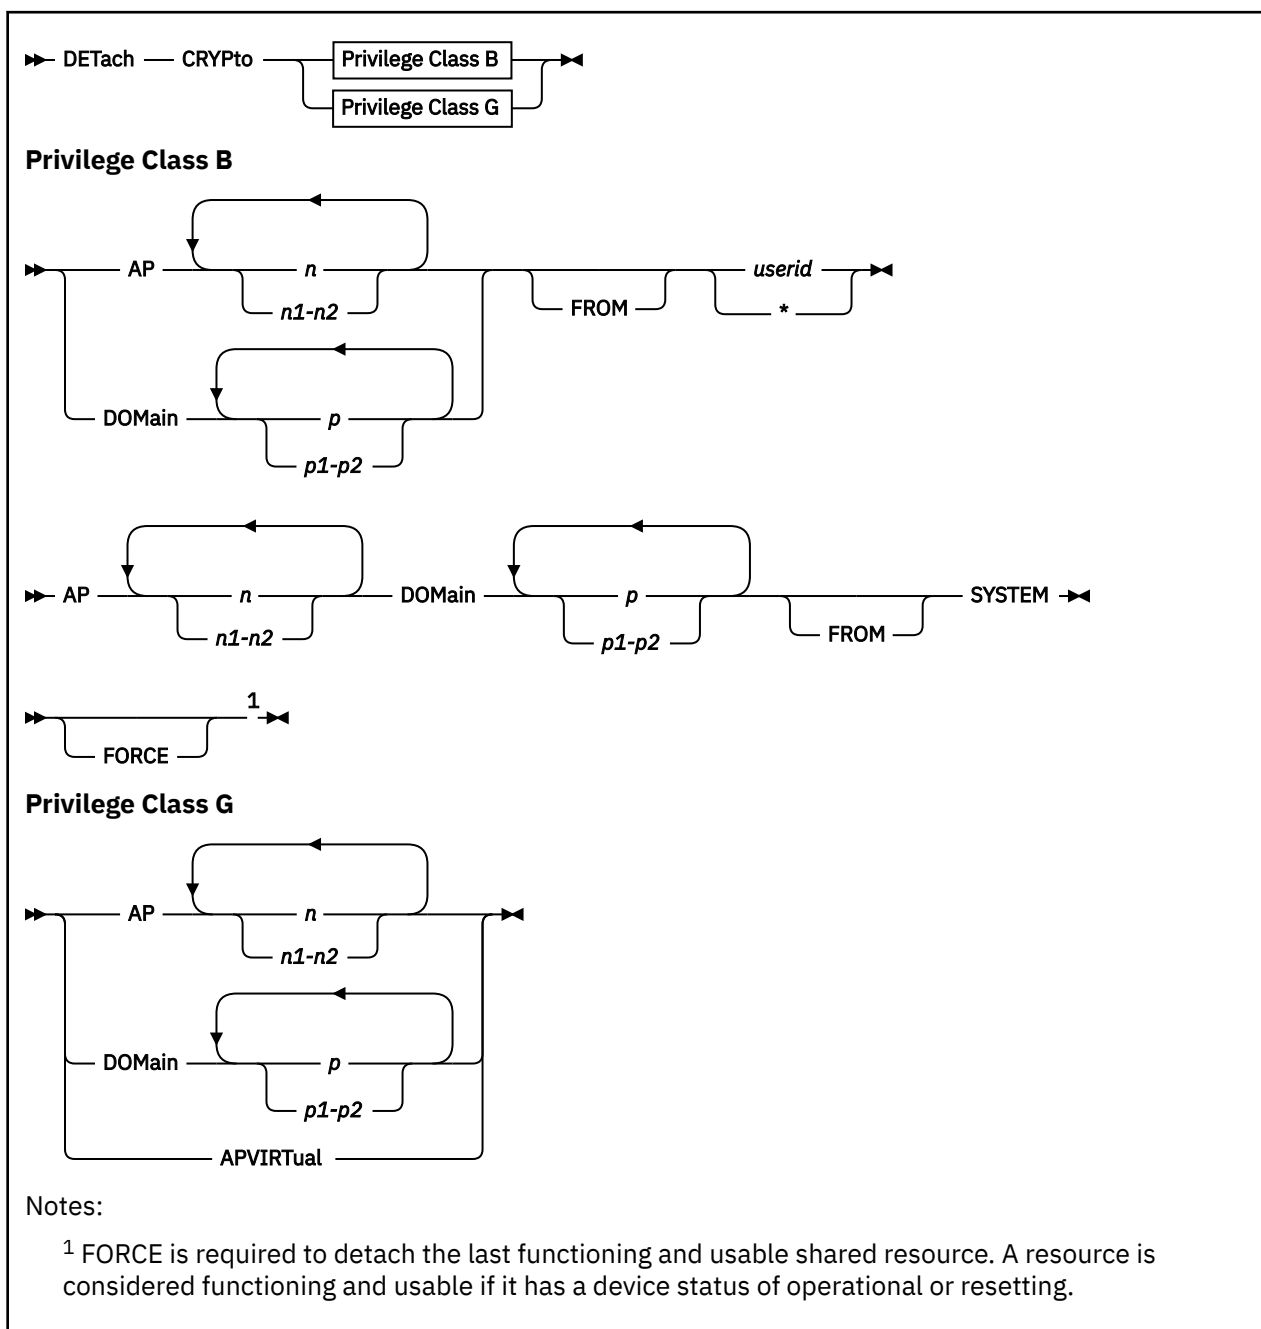 DETach CRYPto Privilege Class B
Privilege Class G
Privilege Class B
AP n FROM userid
n1-n2 *
DOMain p
p1-p2
AP n DOMain p FROM SYSTEM
n1-n2 p1-p2
1
FORCE
Privilege Class G
AP n
n1-n2
DOMain p
p1-p2
APVIRTual
Notes:
1 FORCE is required to detach the last functioning and usable shared resource. A resource is
considered functioning and usable if it has a device status of operational or resetting.